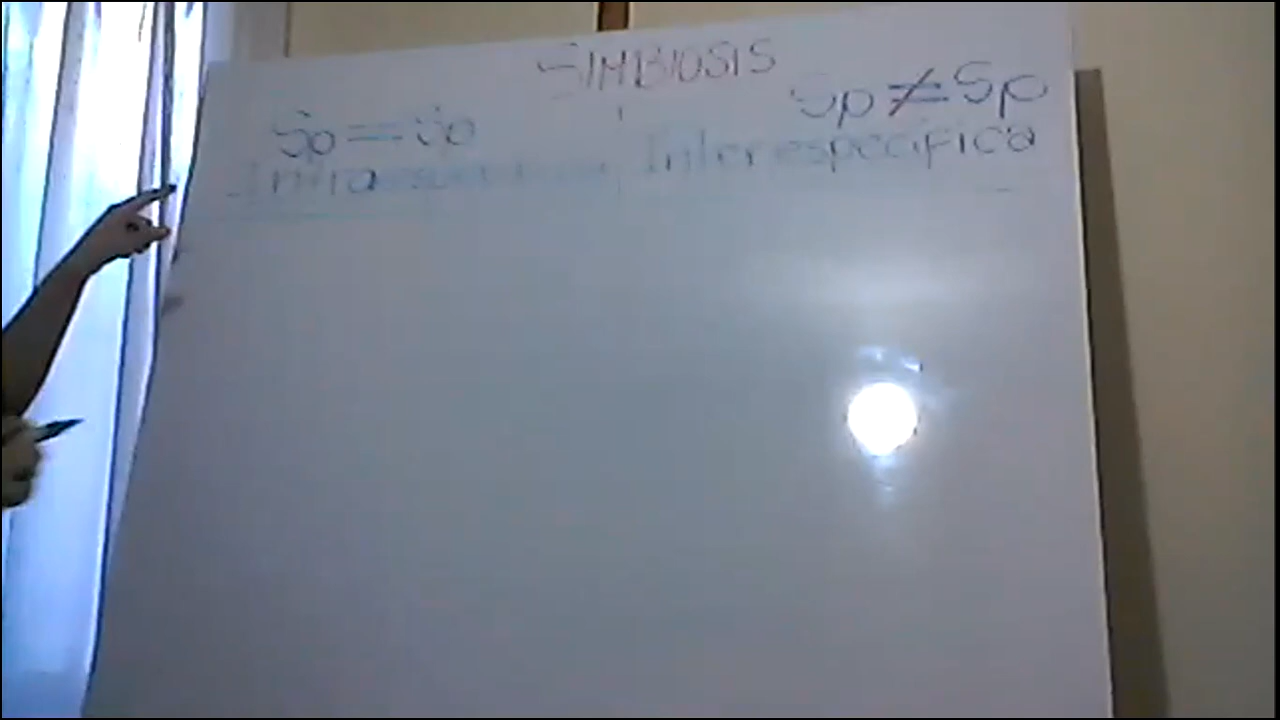 SIMBIOSIS
Sp = Sp
Sp ≠ Sp
Interespecifica